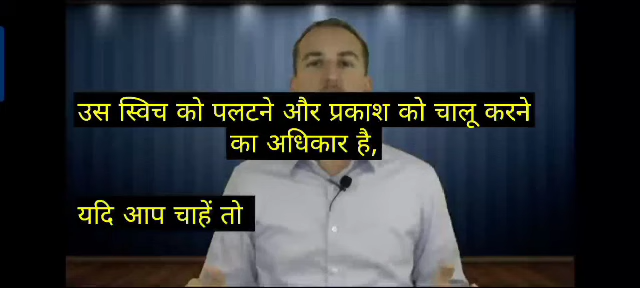 उस स्विच को पलटने और प्रकाश को चालू करने
का अधिकार है,
यदि आप चाहें तो